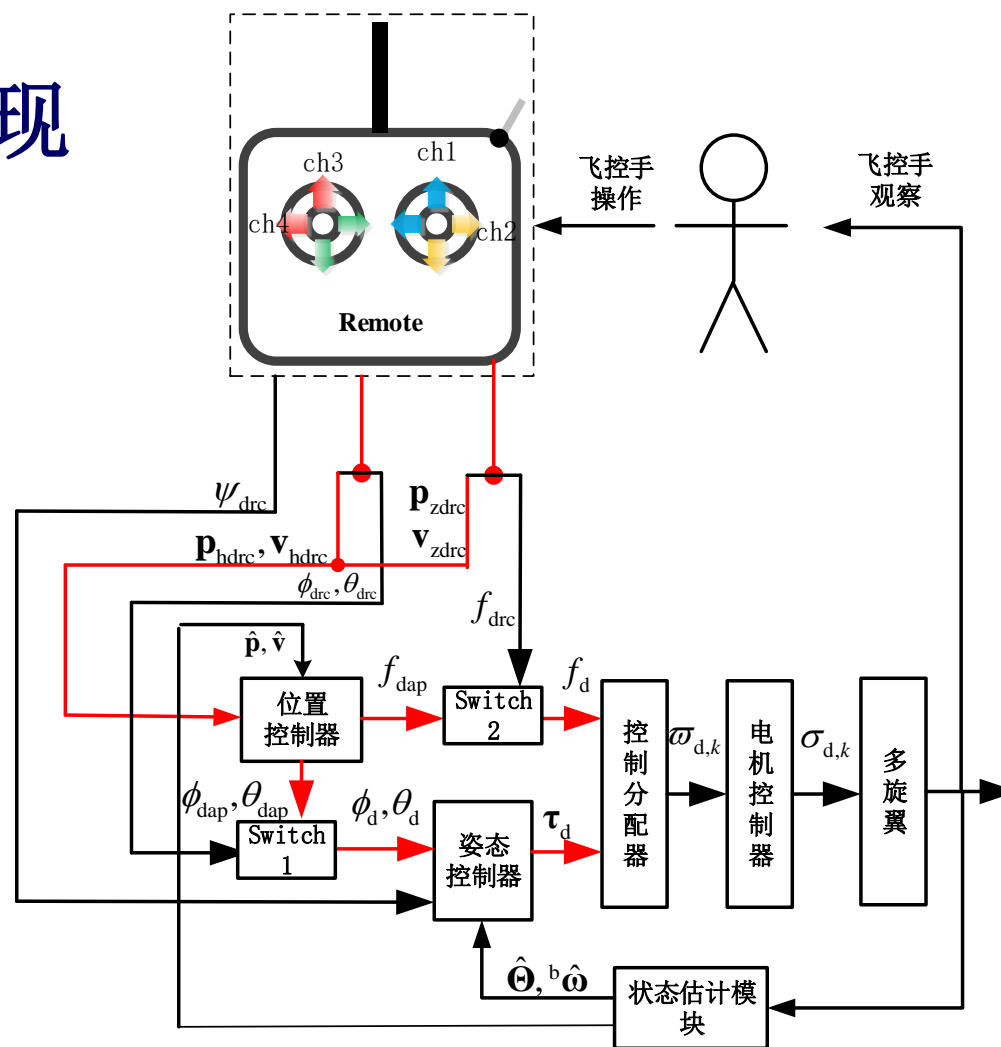 现
ch3
ch1
ch4
ch2
Remote
飞控手
操作
飞控手
观察
ψdrc
pzdrc
vzdrc
phdrc, vhdrc
ϕdrc, θdrc
fdrc
p̂, v̂
fdap
fd
位置
控制器
Switch
2
控制分配器
ϖd,k
电机控制器
σd,k
多旋翼
ϕdap, θdap
ϕd, θd
τd
Switch
1
姿态
控制器
Θ̂, bω̂
状态估计模
块